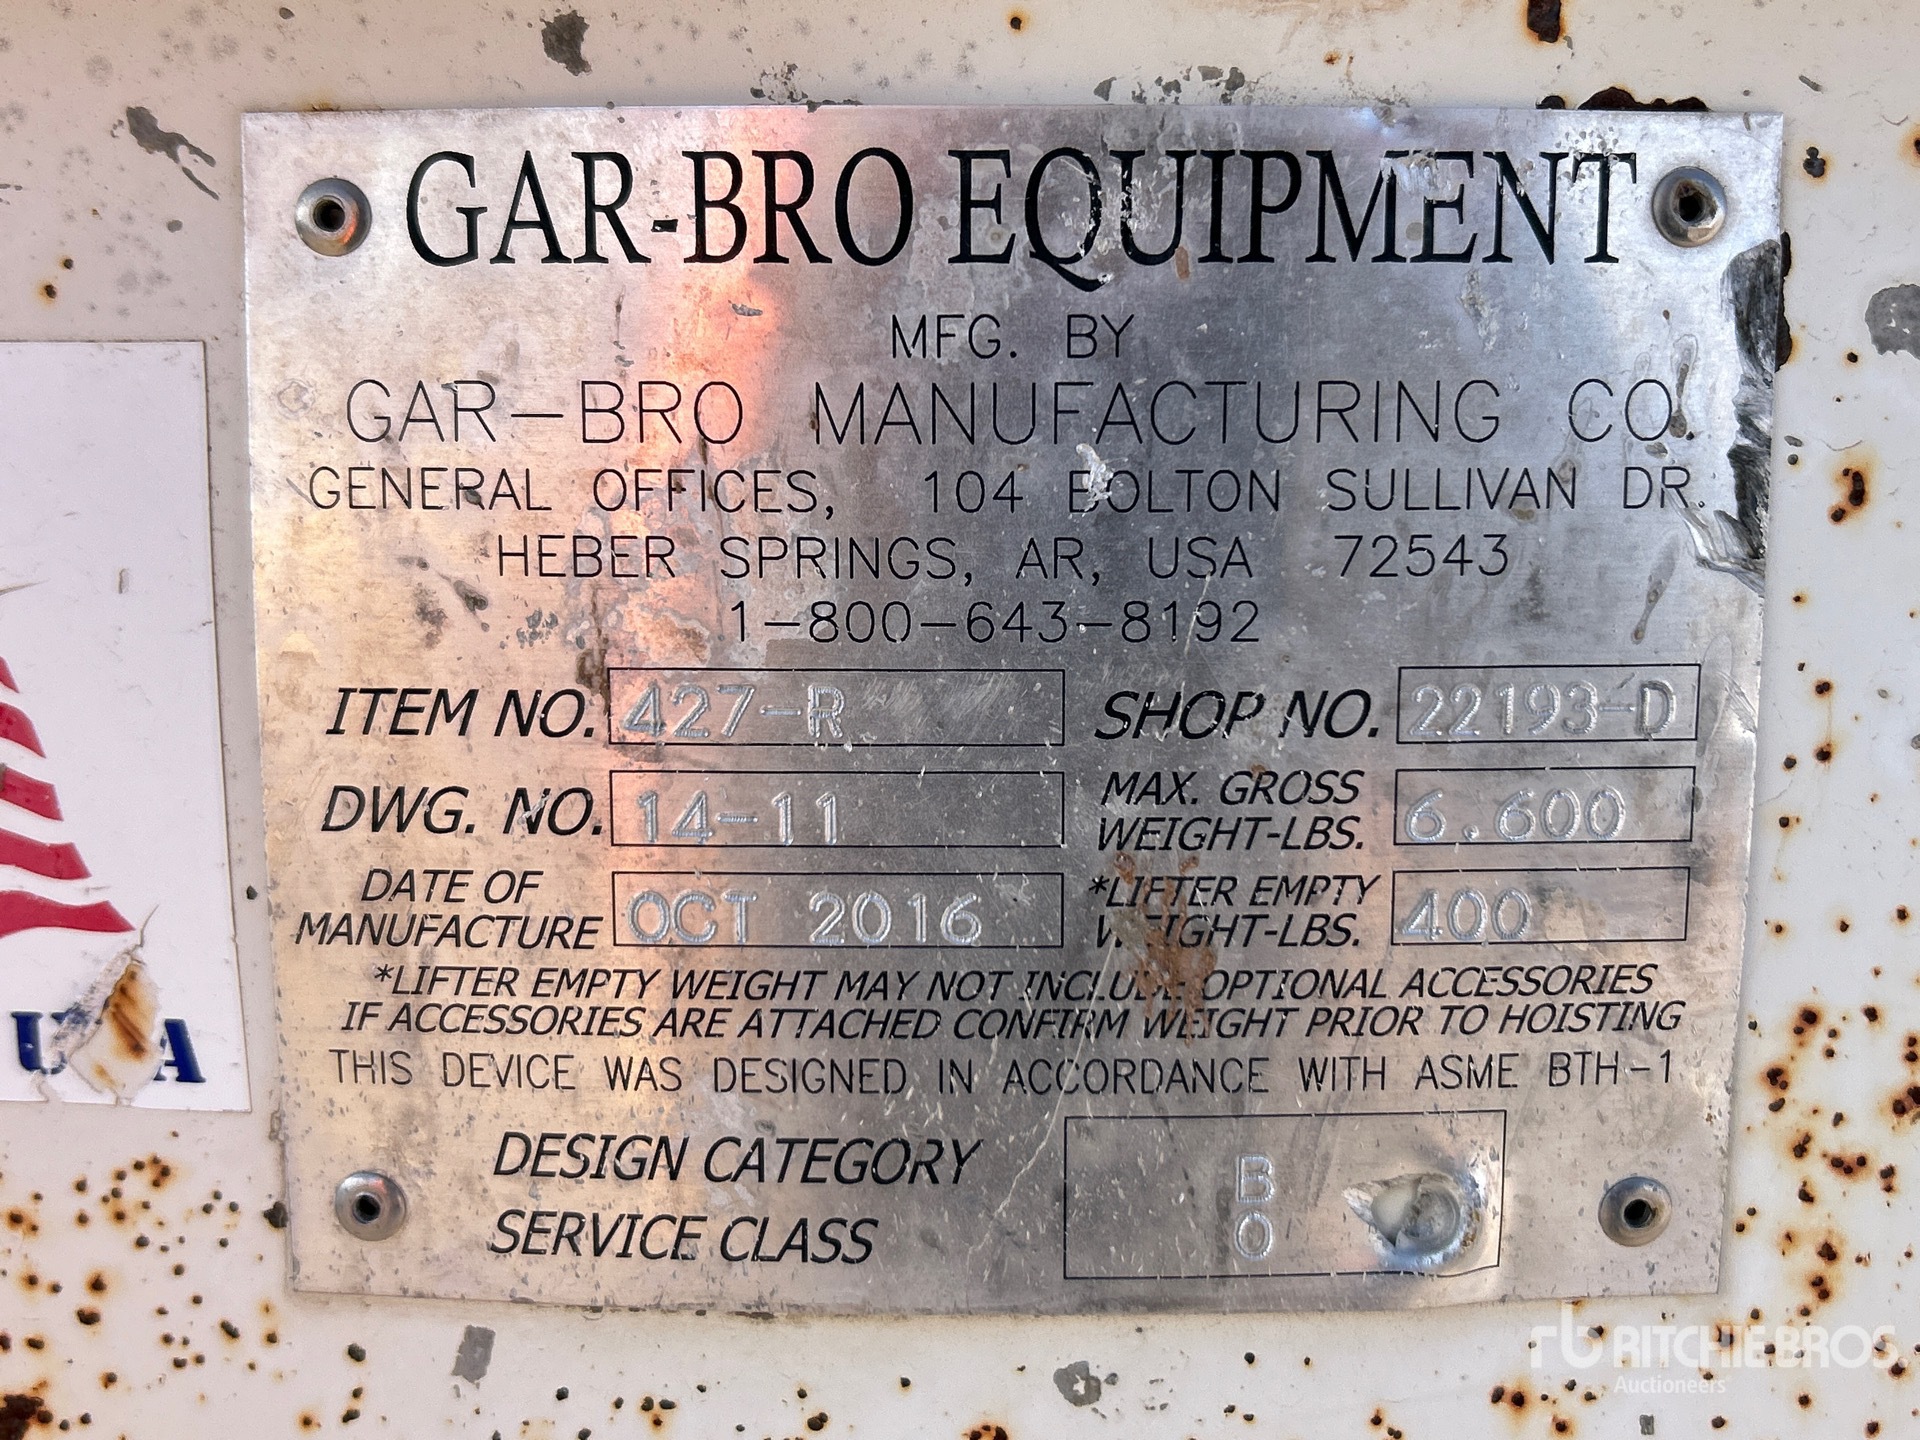 GAR-BRO EQUIPMENT
MFG. BY
GAR-BRO MANUFACTURING CO.
GENERAL OFFICES, 104 BOLTON SULLIVAN DR.
HEBER SPRINGS, AR, USA 72543
1-800-643-8192
ITEM NO. 427-R SHOP NO. 22193-D
DWG. NO. 14-11 MAX. GROSS WEIGHT-LBS. 6.600
DATE OF MANUFACTURE OCT 2016 *LIFTER EMPTY WEIGHT-LBS. 400
*LIFTER EMPTY WEIGHT MAY NOT INCLUDE OPTIONAL ACCESSORIES
IF ACCESSORIES ARE ATTACHED CONFIRM WEIGHT PRIOR TO HOISTING
THIS DEVICE WAS DESIGNED IN ACCORDANCE WITH ASME BTH-1
DESIGN CATEGORY B
SERVICE CLASS 0
USA
rb RITCHIE BROS.
Auctioneers